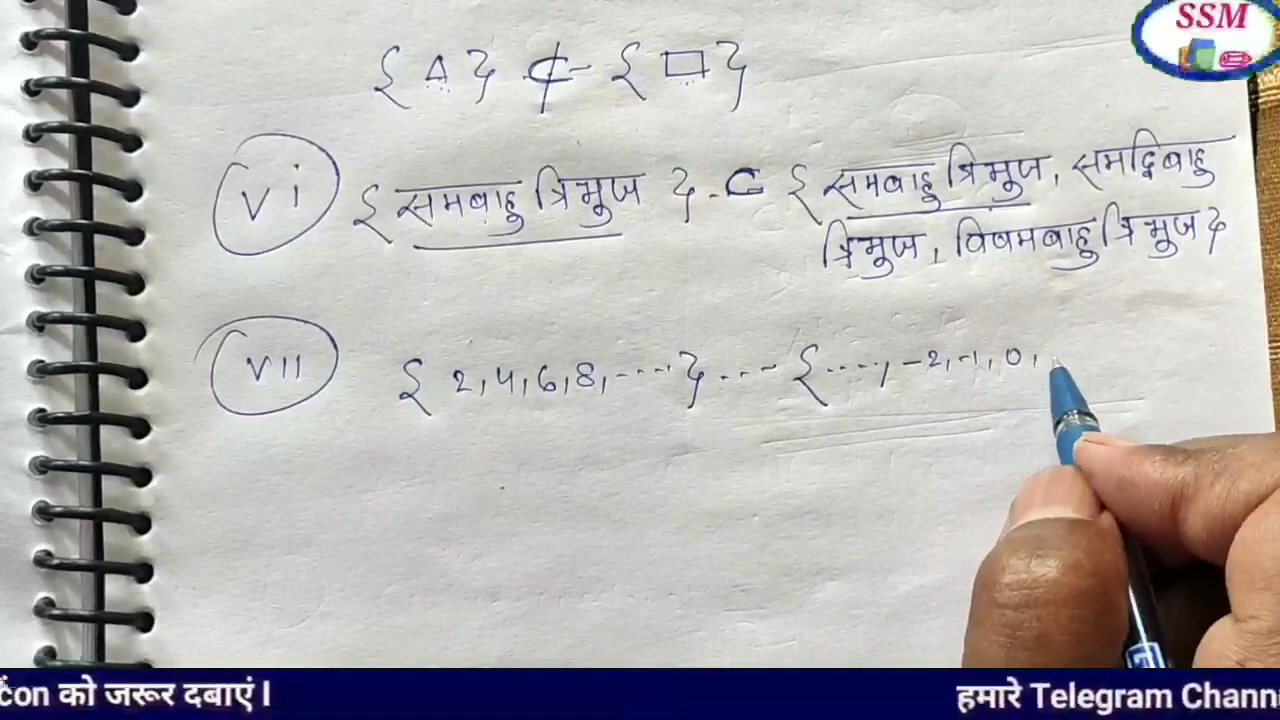 SSM
{ △ } ⊄ { □ }
vi { समबाहु त्रिभुज } ⊂ { समबाहु त्रिभुज, समद्विबाहु
त्रिभुज, विषमबाहु त्रिभुज }
vii { 2, 4, 6, 8, ..... } .... { ...., -2, -1, 0,
con को जरूर दबाएं ।
हमारे Telegram Chann